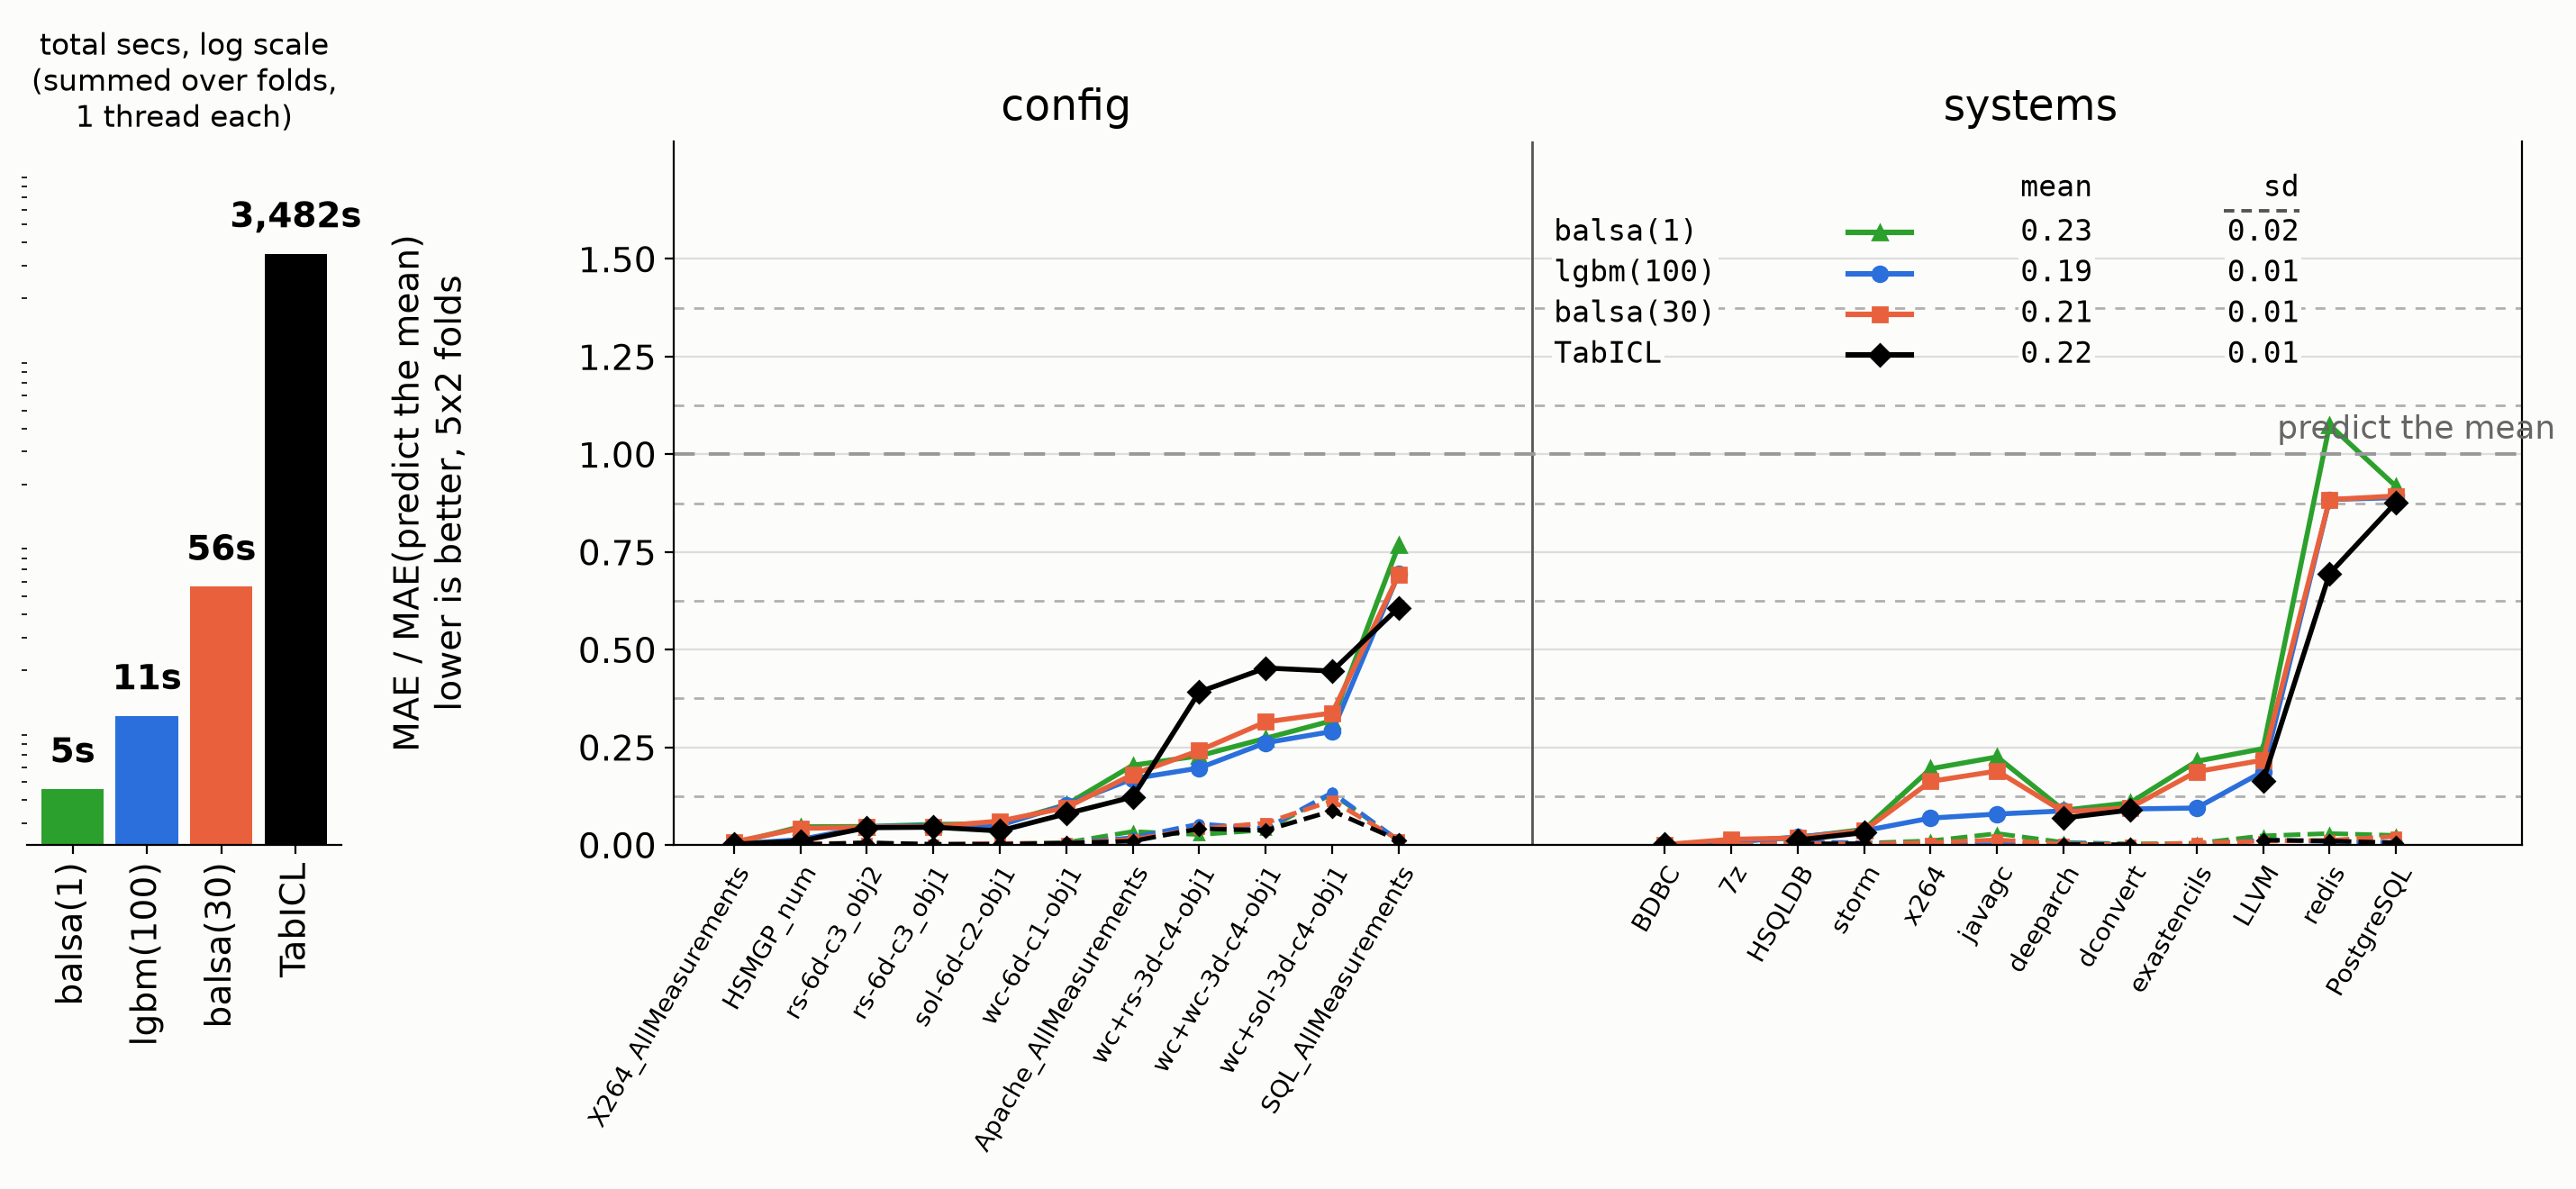 total secs, log scale
(summed over folds,
1 thread each)
3,482s
56s
11s
5s
balsa(1)
lgbm(100)
balsa(30)
TabICL
MAE / MAE(predict the mean)
lower is better, 5x2 folds
config
systems
1.50
1.25
1.00
0.75
0.50
0.25
0.00
mean sd
balsa(1) 0.23 0.02
lgbm(100) 0.19 0.01
balsa(30) 0.21 0.01
TabICL 0.22 0.01
predict the mean
X264_AllMeasurements
HSMGP_num
rs-6d-c3_obj2
rs-6d-c3_obj1
sol-6d-c2-obj1
wc-6d-c1-obj1
Apache_AllMeasurements
wc+rs-3d-c4-obj1
wc+wc-3d-c4-obj1
wc+sol-3d-c4-obj1
SQL_AllMeasurements
BDBC
7z
HSQLDB
storm
x264
javagc
deeparch
dconvert
exastencils
LLVM
redis
PostgreSQL